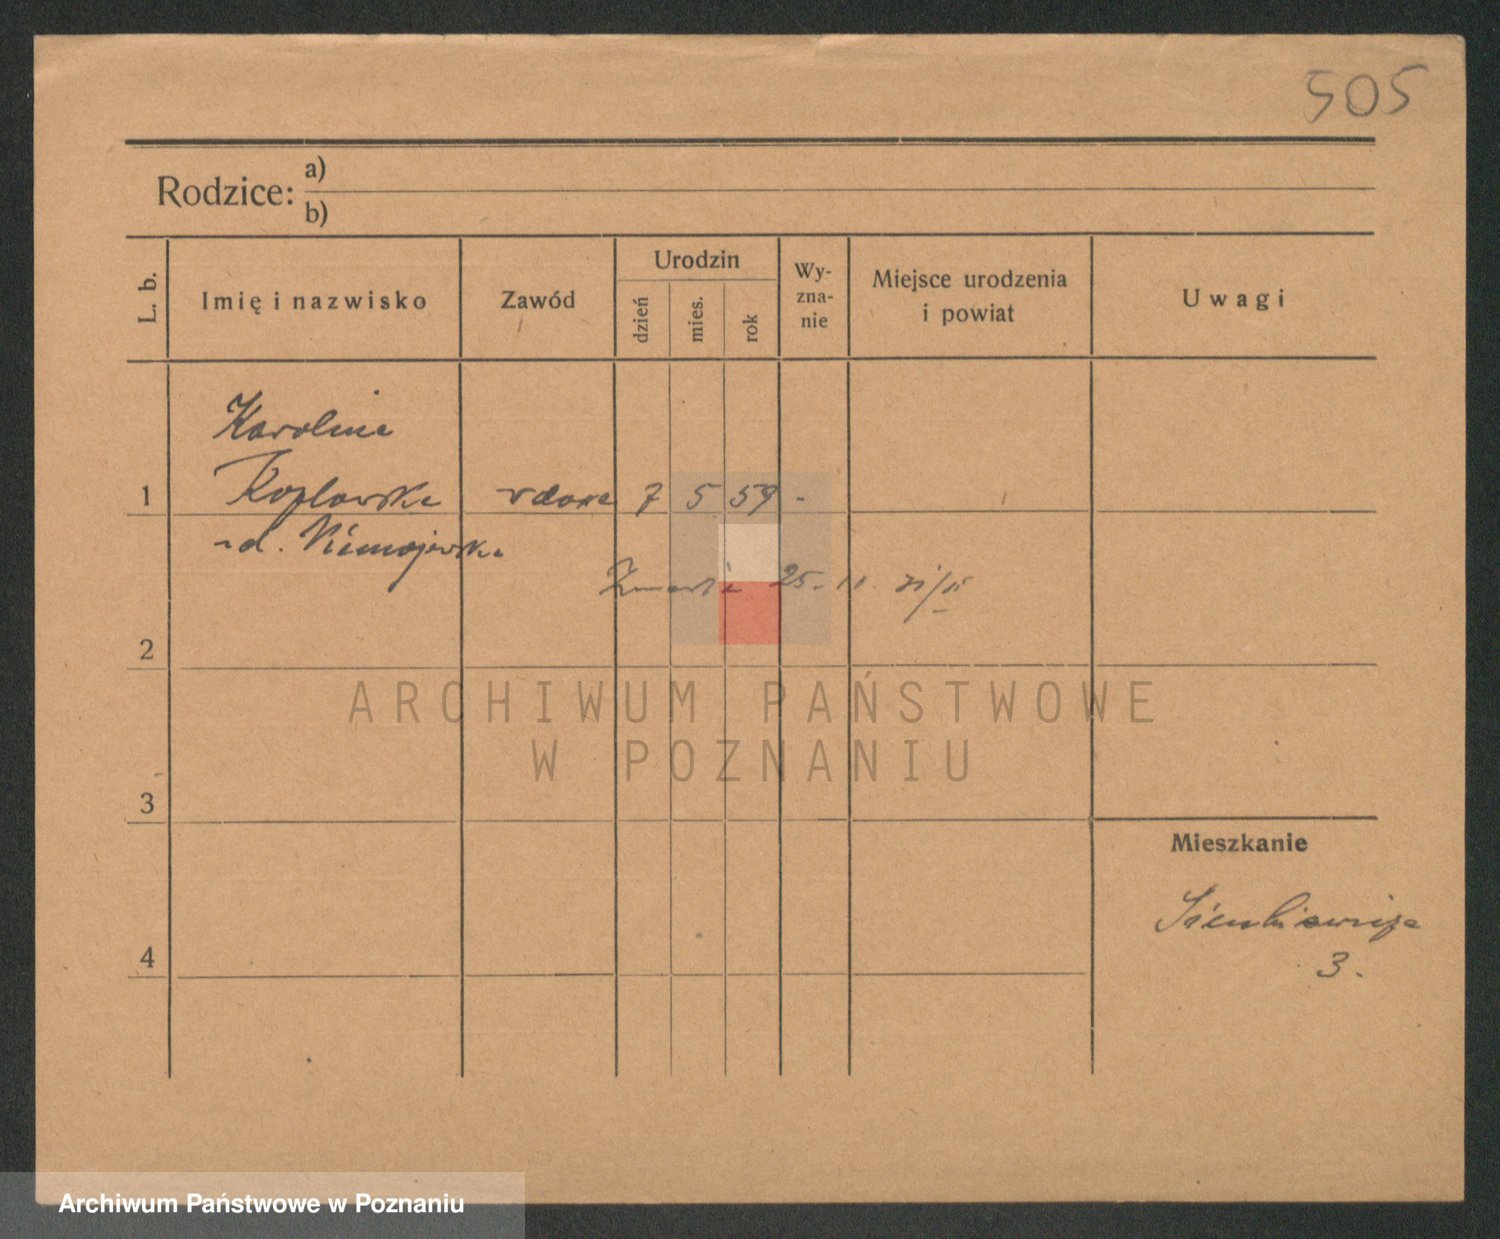 505
Rodzice: a)
b)
L. b.
Imię i nazwisko
Zawód
Urodzin
dzień
mies.
rok
Wy-
zna-
nie
Miejsce urodzenia
i powiat
Uwagi
Karolina
1 Kozlowska wdowa 7 5 59 -
Niemojewska
Zmarła 25. 11.
2
3
4
Mieszkanie
Sienkiewicza
3.
ARCHIWUM PAŃSTWOWE
W POZNANIU
Archiwum Państwowe w Poznaniu